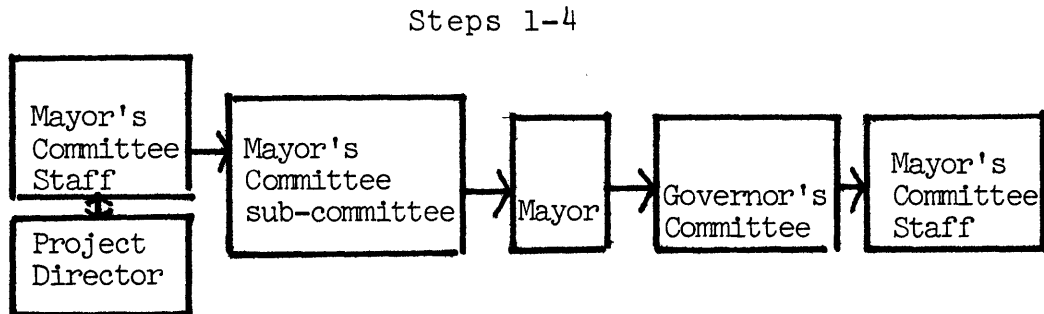 Steps 1-4
Mayor's
Committee
Staff
Project
Director
Mayor's
Committee
sub-committee
Mayor
Governor's
Committee
Mayor's
Committee
Staff